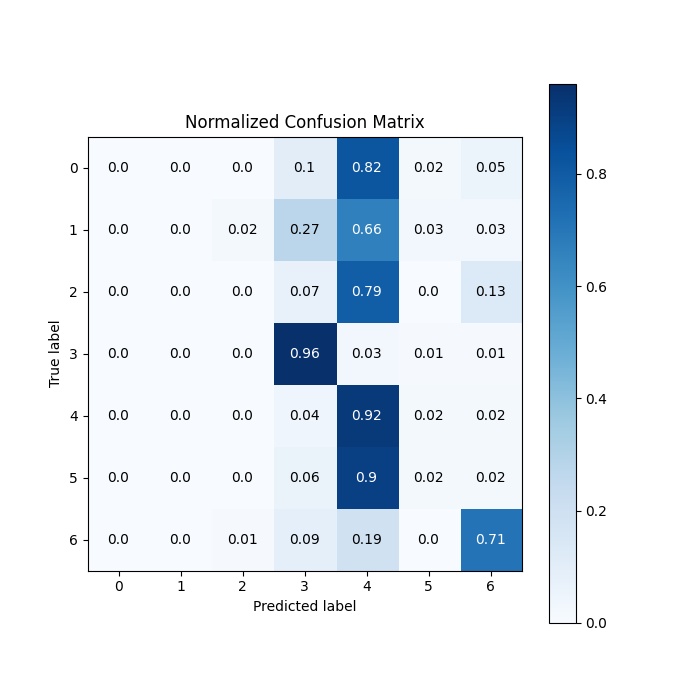 Normalized Confusion Matrix
0 0.0 0.0 0.0 0.1 0.82 0.02 0.05
1 0.0 0.0 0.02 0.27 0.66 0.03 0.03
2 0.0 0.0 0.0 0.07 0.79 0.0 0.13
3 0.0 0.0 0.0 0.96 0.03 0.01 0.01
4 0.0 0.0 0.0 0.04 0.92 0.02 0.02
5 0.0 0.0 0.0 0.06 0.9 0.02 0.02
6 0.0 0.0 0.01 0.09 0.19 0.0 0.71
0 1 2 3 4 5 6
Predicted label
True label
0.8
0.6
0.4
0.2
0.0